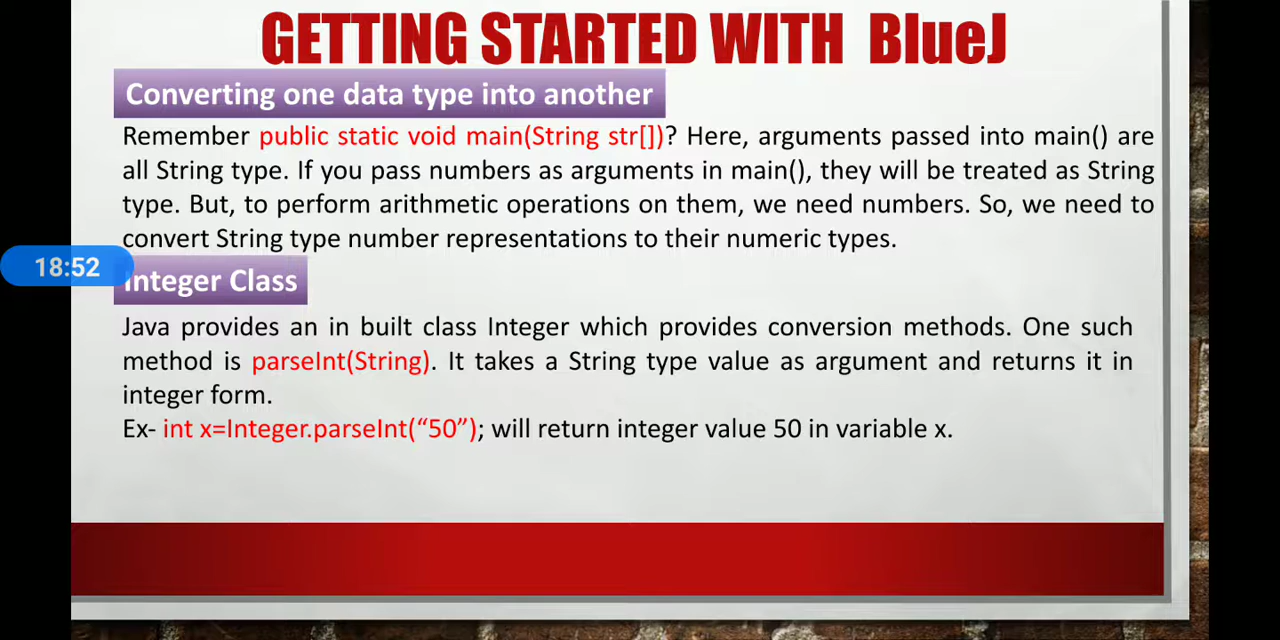 GETTING STARTED WITH BlueJ
Converting one data type into another
Remember public static void main(String str[])? Here, arguments passed into main() are
all String type. If you pass numbers as arguments in main(), they will be treated as String
type. But, to perform arithmetic operations on them, we need numbers. So, we need to
convert String type number representations to their numeric types.
18:52
Integer Class
Java provides an in built class Integer which provides conversion methods. One such
method is parseInt(String). It takes a String type value as argument and returns it in
integer form.
Ex- int x=Integer.parseInt(“50”); will return integer value 50 in variable x.